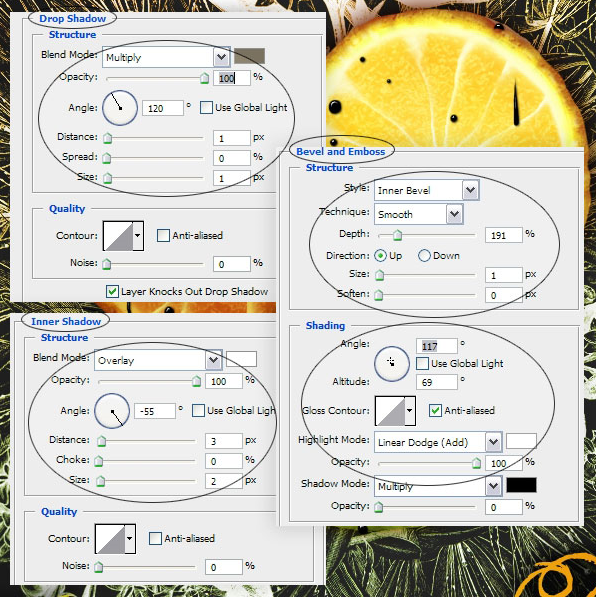 Drop Shadow
Structure
Blend Mode: Multiply
Opacity: 100 %
Angle: 120 ° Use Global Light
Distance: 1 px
Spread: 0 %
Size: 1 px
Quality
Contour: Anti-aliased
Noise: 0 %
Layer Knocks Out Drop Shadow
Inner Shadow
Structure
Blend Mode: Overlay
Opacity: 100 %
Angle: -55 ° Use Global Ligh
Distance: 3 px
Choke: 0 %
Size: 2 px
Quality
Contour: Anti-aliased
Noise: 0 %
Bevel and Emboss
Structure
Style: Inner Bevel
Technique: Smooth
Depth: 191 %
Direction: Up Down
Size: 1 px
Soften: 0 px
Shading
Angle: 117 °
Use Global Light
Altitude: 69 °
Gloss Contour: Anti-aliased
Highlight Mode: Linear Dodge (Add)
Opacity: 100 %
Shadow Mode: Multiply
Opacity: 0 %